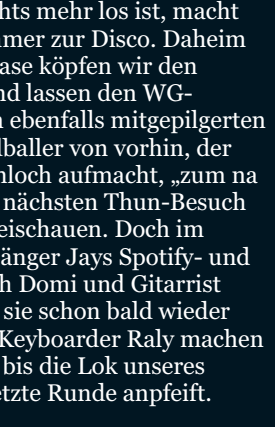 hts mehr los ist, macht
mer zur Disco. Daheim
ase köpfen wir den
nd lassen den WG-
ebenfalls mitgepilgerten
lballer von vorhin, der
nloch aufmacht, „zum na
nächsten Thun-Besuch
eischauen. Doch im
änger Jays Spotify- und
h Domi und Gitarrist
sie schon bald wieder
Keyboarder Raly machen
bis die Lok unseres
etzte Runde anpfeift.